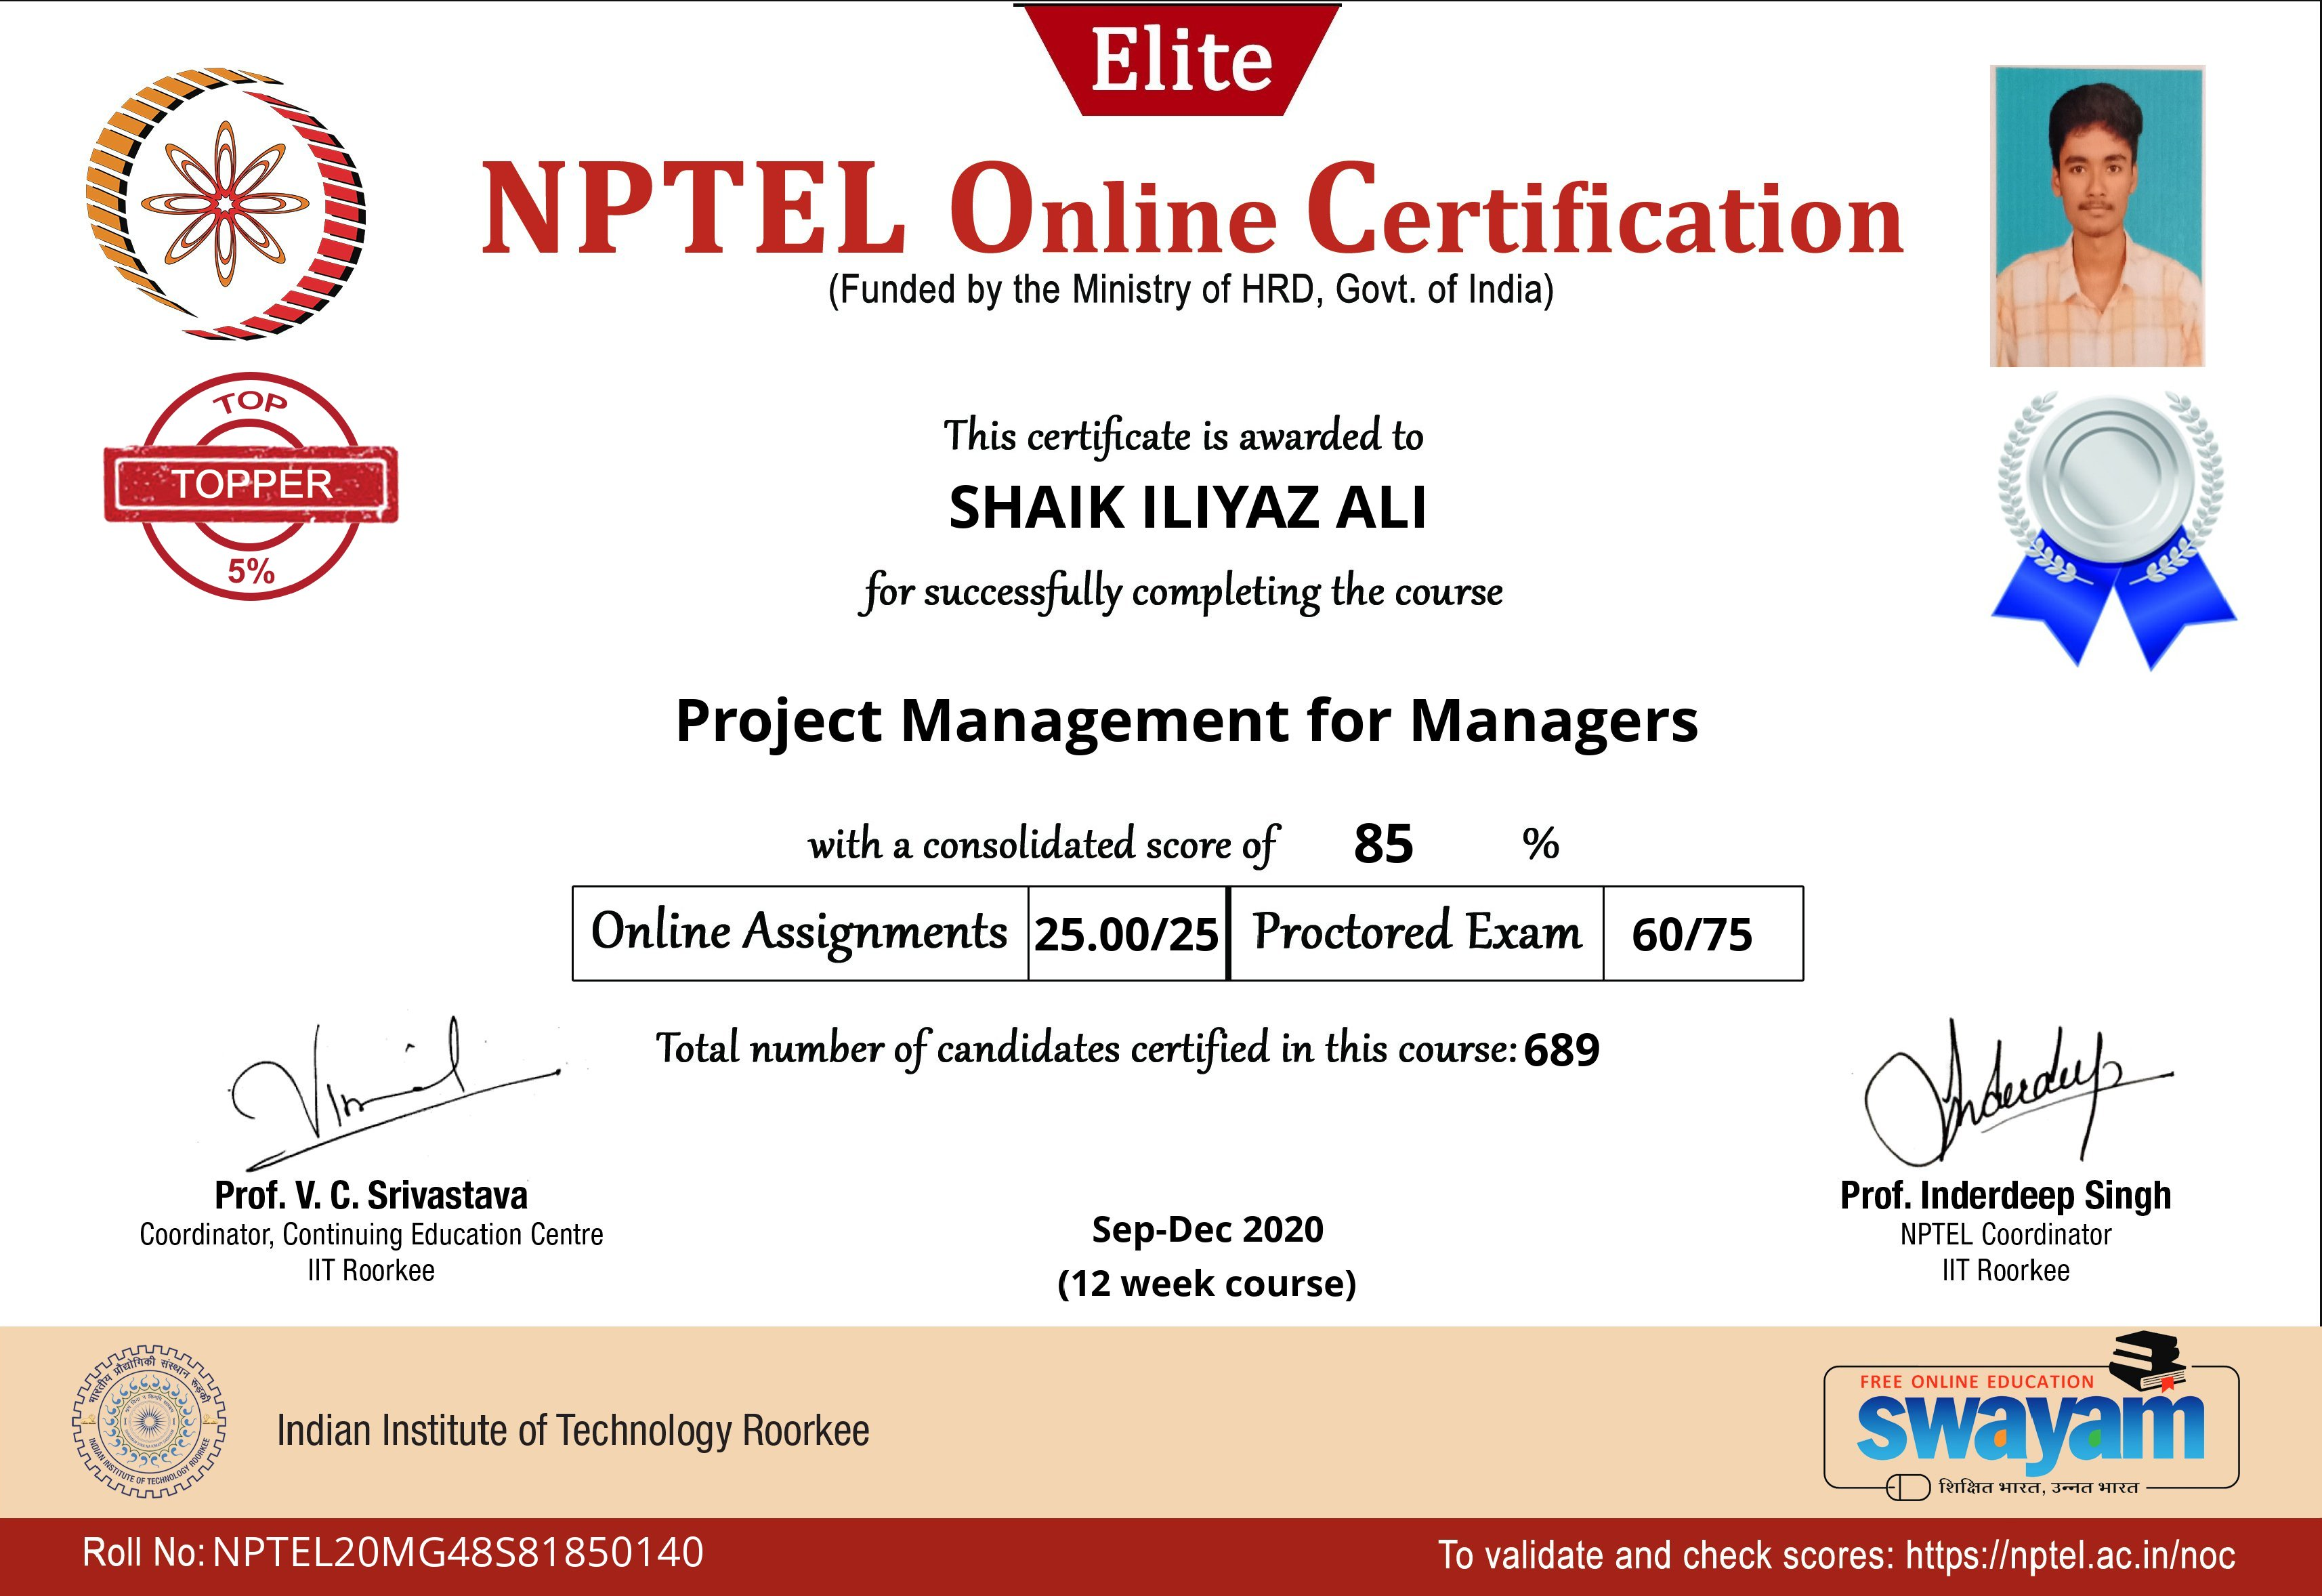 Elite
NPTEL Online Certification
(Funded by the Ministry of HRD, Govt. of India)
TOP
TOPPER
5%
This certificate is awarded to
SHAIK ILIYAZ ALI
for successfully completing the course
Project Management for Managers
with a consolidated score of 85 %
Online Assignments 25.00/25 Proctored Exam 60/75
Total number of candidates certified in this course: 689
Prof. V. C. Srivastava
Coordinator, Continuing Education Centre
IIT Roorkee
Sep-Dec 2020
(12 week course)
Prof. Inderdeep Singh
NPTEL Coordinator
IIT Roorkee
भारतीय प्रौद्योगिकी संस्थान रूड़की
INDIAN INSTITUTE OF TECHNOLOGY ROORKEE
Indian Institute of Technology Roorkee
FREE ONLINE EDUCATION
swayam
शिक्षित भारत, उन्नत भारत
Roll No: NPTEL20MG48S81850140
To validate and check scores: https://nptel.ac.in/noc